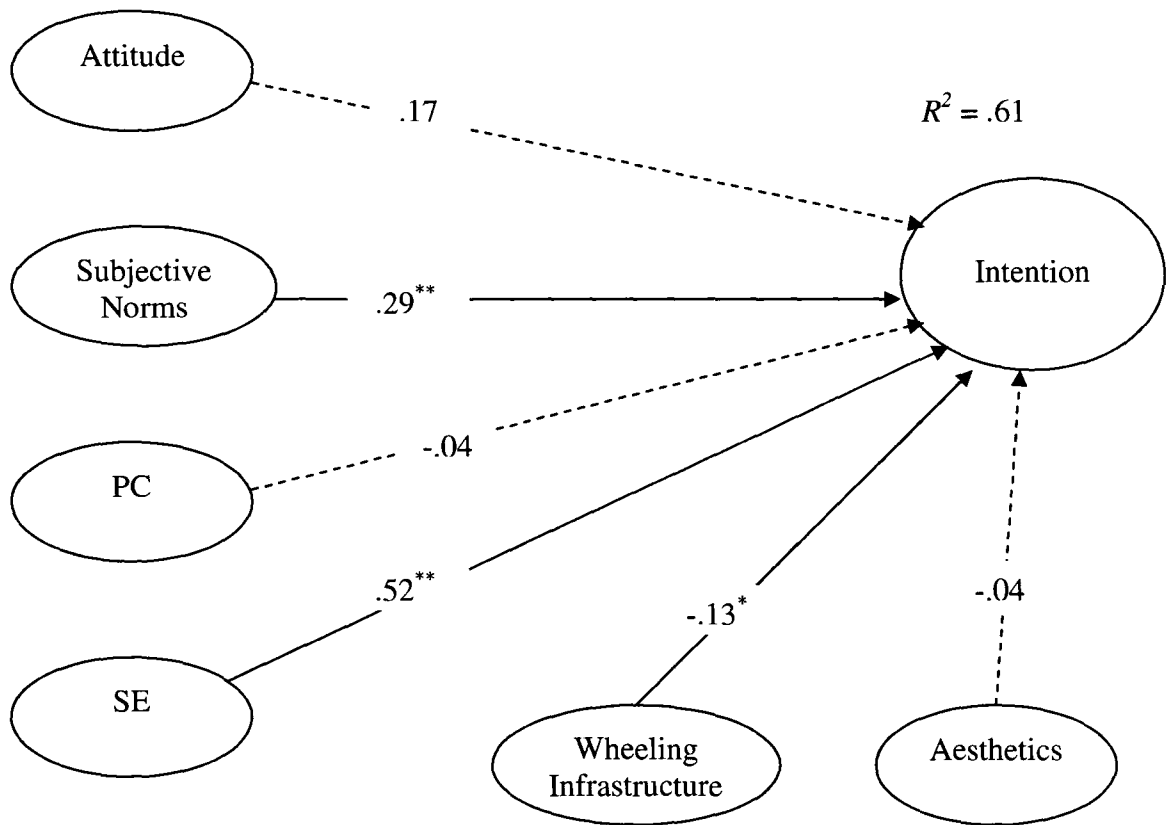 Attitude
.17
R² = .61
Subjective
Norms
.29**
Intention
PC
-.04
.52**
-.13*
-.04
SE
Wheeling
Infrastructure
Aesthetics